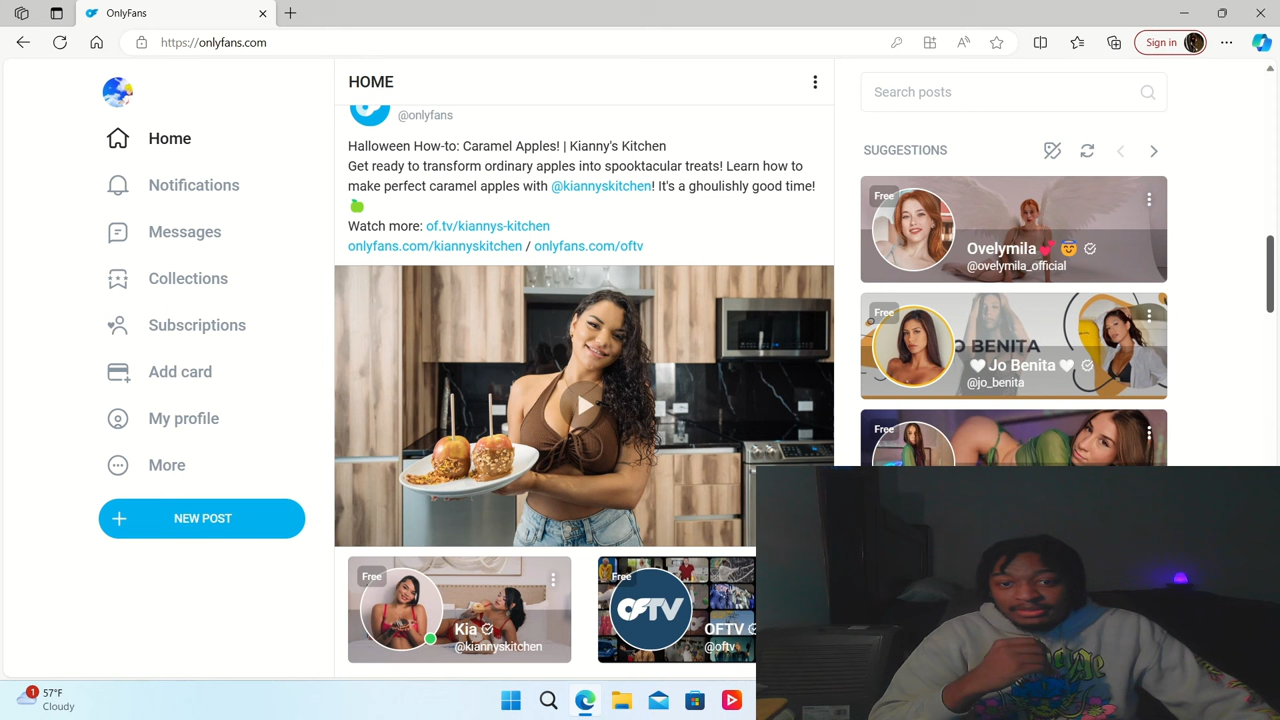 OnlyFans
https://onlyfans.com
Sign in
Home
Notifications
Messages
Collections
Subscriptions
Add card
My profile
More
NEW POST
HOME
@onlyfans
Halloween How-to: Caramel Apples! | Kianny's Kitchen
Get ready to transform ordinary apples into spooktacular treats! Learn how to
make perfect caramel apples with @kiannyskitchen! It's a ghoulishly good time!
🍏
Watch more: of.tv/kiannys-kitchen
onlyfans.com/kiannyskitchen / onlyfans.com/oftv
Free
Kia
@kiannyskitchen
Free
OFTV
OFTV
@oftv
Search posts
SUGGESTIONS
Free
Ovelymila💕 😇
@ovelymila_official
Free
O BENITA
🤍Jo Benita🤍
@jo_benita
Free
1
57°F
Cloudy